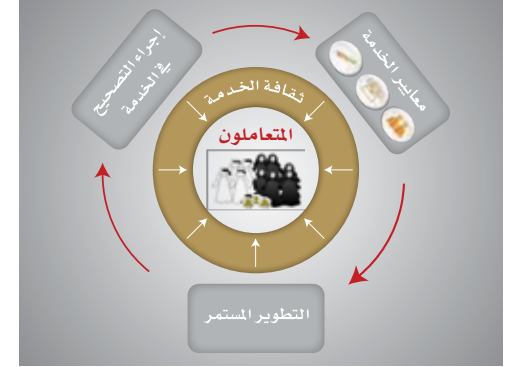 معايير الخدمة
إجراء التصحيح
في الخدمة
ثقافة الخدمة
المتعاملون
التطوير المستمر